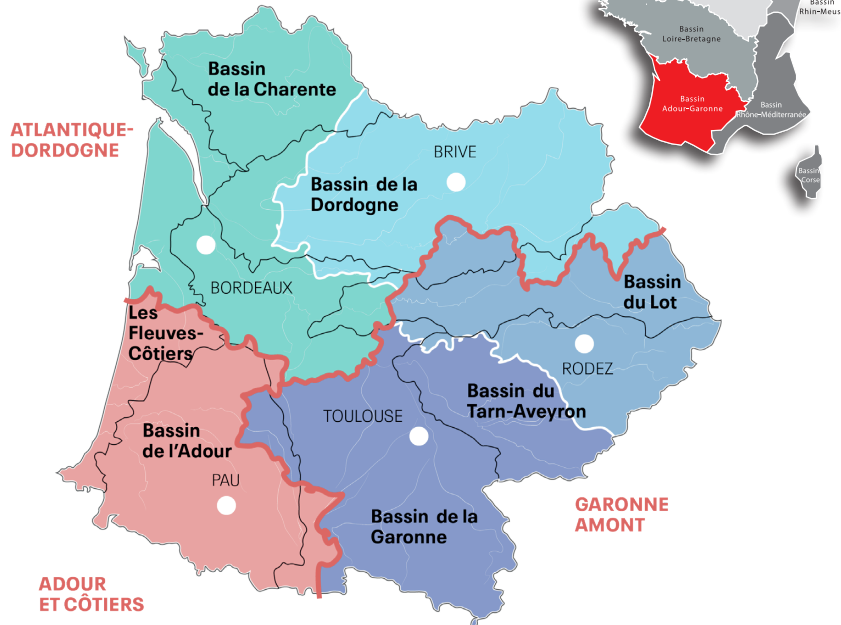 Bassin
Rhin-Meus
Bassin
Loire-Bretagne
Bassin
Adour-Garonne
Bassin
Rhône-Méditerranée
Bassin
Corse
Bassin
de la Charente
ATLANTIQUE-
DORDOGNE
BRIVE
Bassin de la
Dordogne
BORDEAUX
Bassin
du Lot
Les
Fleuves-
Côtiers
RODEZ
Bassin du
Tarn-Aveyron
TOULOUSE
Bassin
de l'Adour
PAU
Bassin de la
Garonne
GARONNE
AMONT
ADOUR
ET CÔTIERS